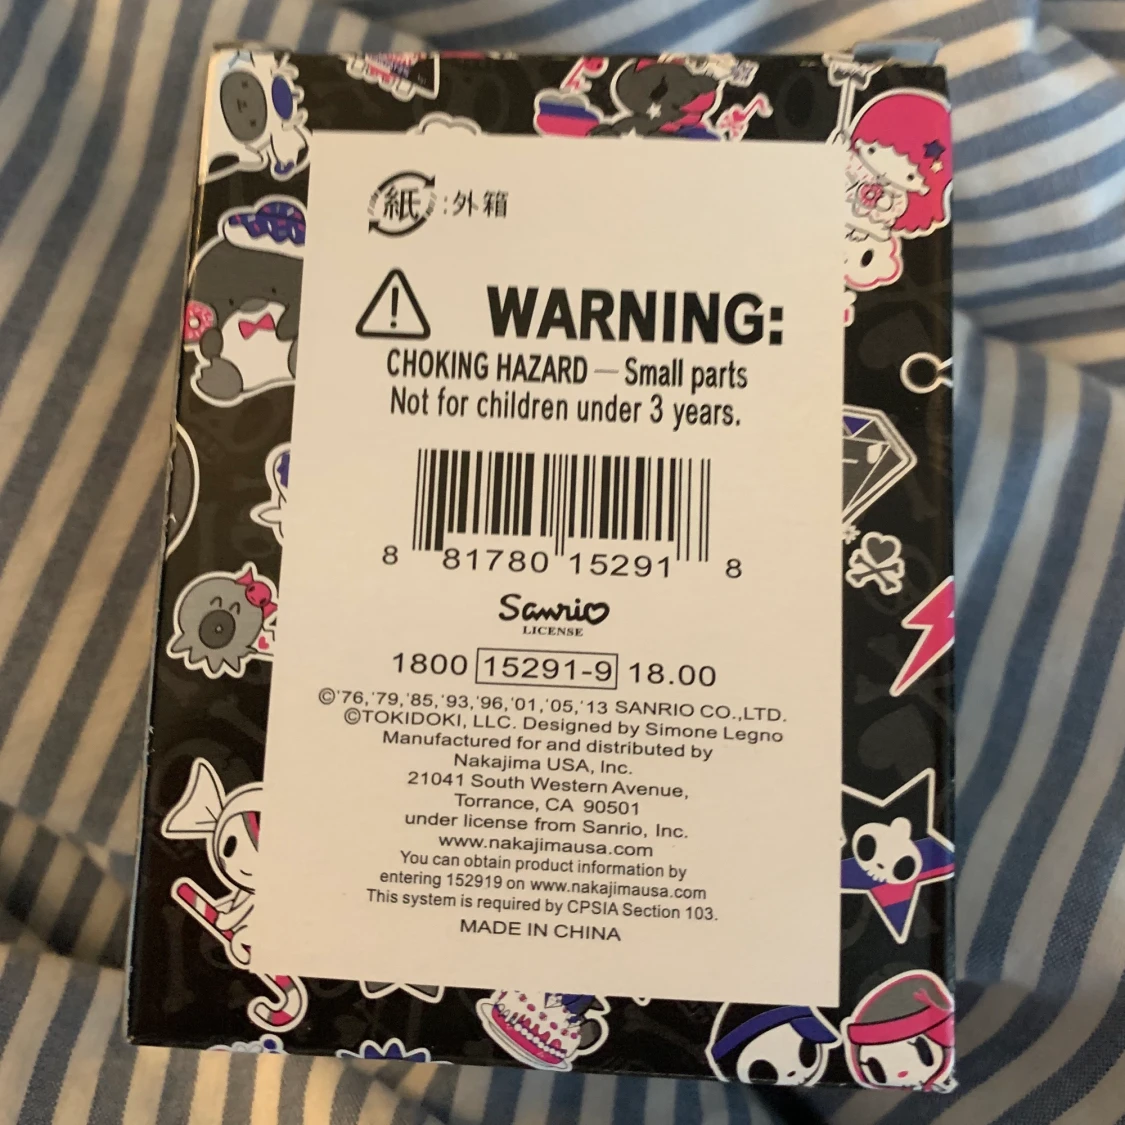 紙:外箱
WARNING:
CHOKING HAZARD — Small parts
Not for children under 3 years.
8 81780 15291 8
Sanrio
LICENSE
1800 15291-9 18.00
©'76,'79,'85,'93,'96,'01,'05,'13 SANRIO CO.,LTD.
©TOKIDOKI, LLC. Designed by Simone Legno
Manufactured for and distributed by
Nakajima USA, Inc.
21041 South Western Avenue,
Torrance, CA 90501
under license from Sanrio, Inc.
www.nakajimausa.com
You can obtain product information by
entering 152919 on www.nakajimausa.com
This system is required by CPSIA Section 103.
MADE IN CHINA